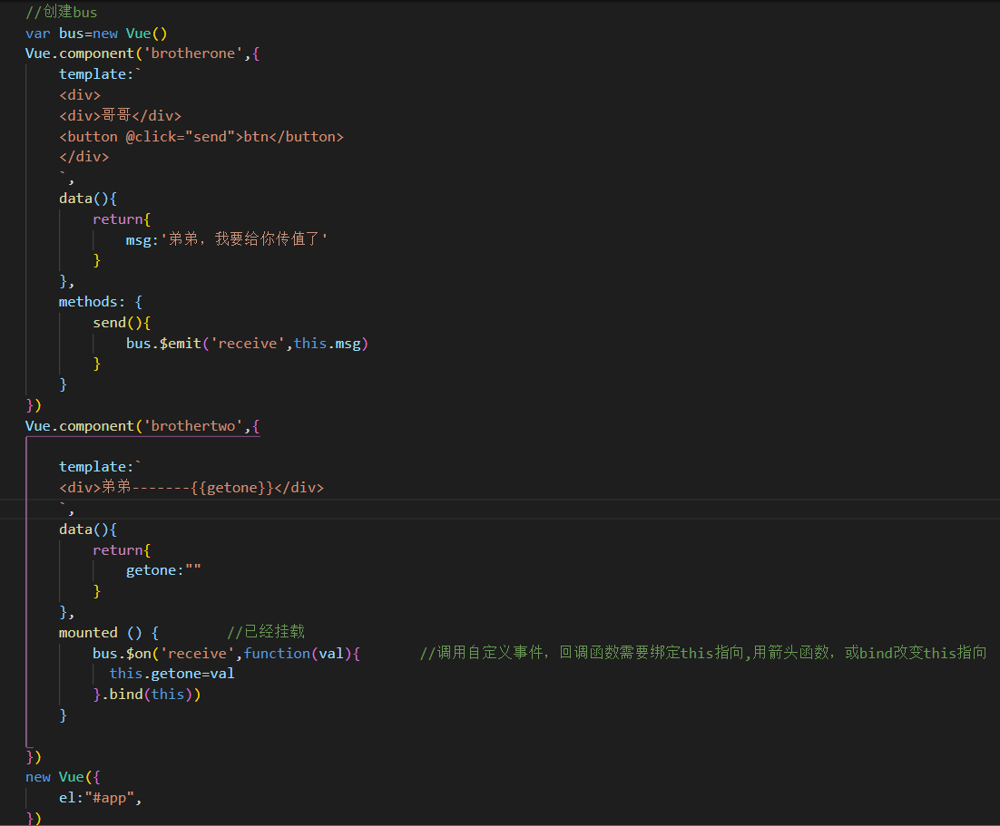 //创建bus
var bus=new Vue()
Vue.component('brotherone',{
template:`
<div>
<div>哥哥</div>
<button @click="send">btn</button>
</div>
`,
data(){
return{
msg:'弟弟，我要给你传值了'
}
},
methods: {
send(){
bus.$emit('receive',this.msg)
}
}
})
Vue.component('brothertwo',{
template:`
<div>弟弟-------{{getone}}</div>
`,
data(){
return{
getone:""
}
},
mounted () { //已经挂载
bus.$on('receive',function(val){ //调用自定义事件，回调函数需要绑定this指向,用箭头函数，或bind改变this指向
this.getone=val
}.bind(this))
}
})
new Vue({
el:"#app",
})